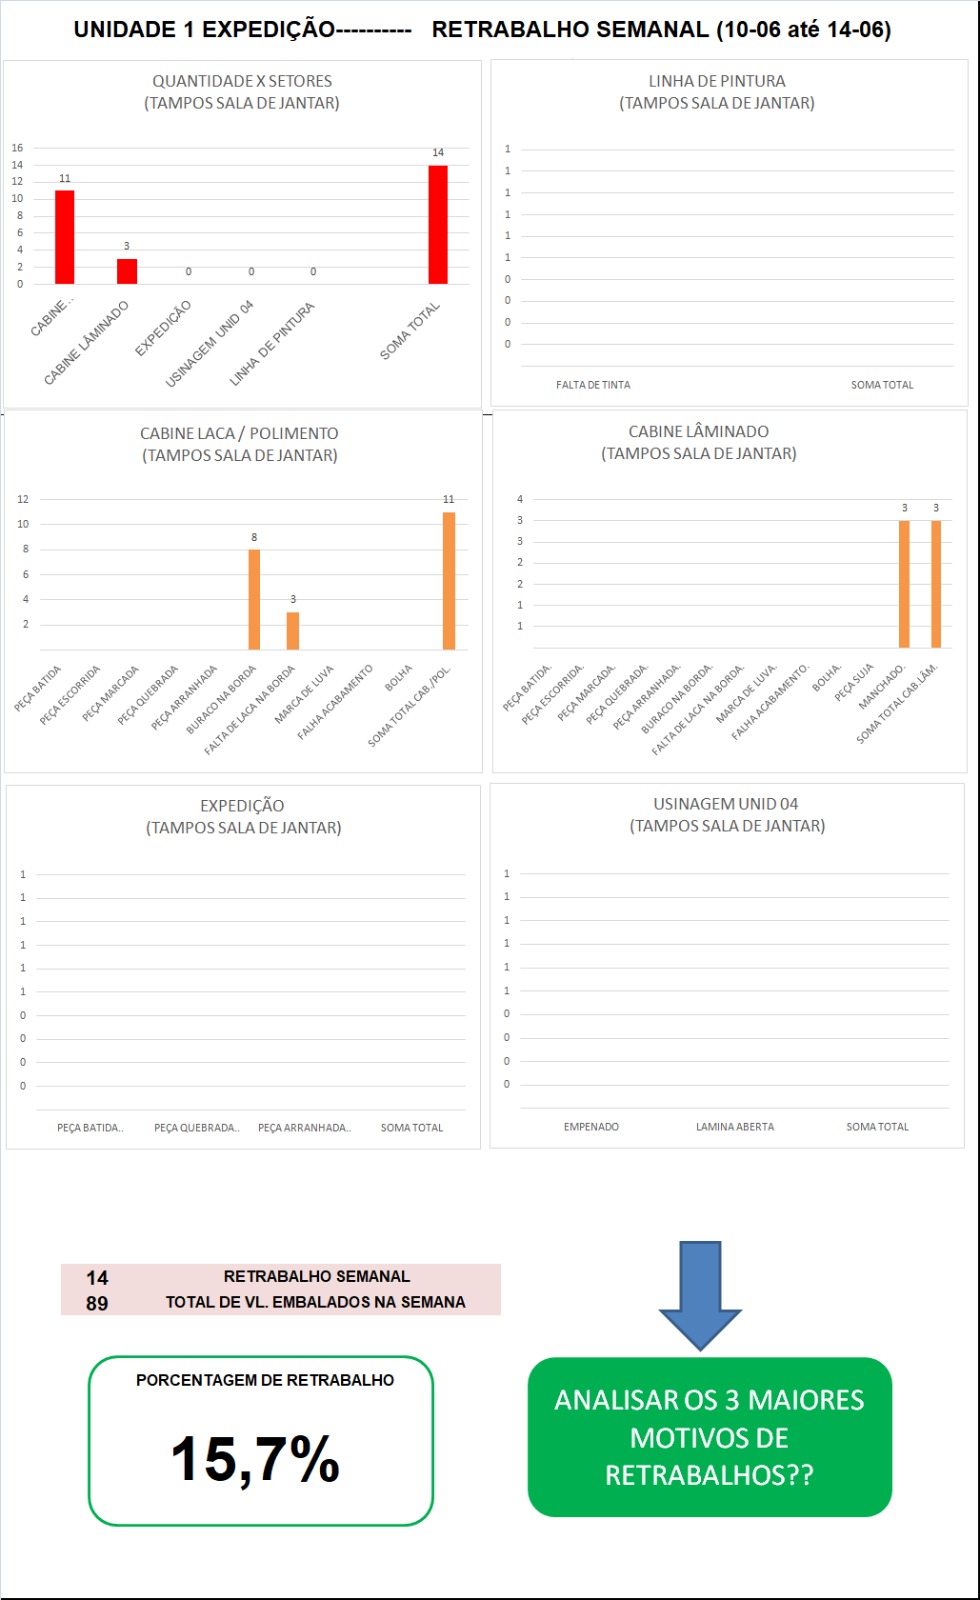 UNIDADE 1 EXPEDIÇÃO---------- RETRABALHO SEMANAL (10-06 até 14-06)
QUANTIDADE X SETORES
(TAMPOS SALA DE JANTAR)
16
14
12
10
8
6
4
2
0
11
3
0
0
0
14
CABINE..
CABINE LÂMINADO
EXPEDIÇÃO
USINAGEM UNID 04
LINHA DE PINTURA
SOMA TOTAL
LINHA DE PINTURA
(TAMPOS SALA DE JANTAR)
1
1
1
1
1
1
0
0
0
0
FALTA DE TINTA
SOMA TOTAL
CABINE LACA / POLIMENTO
(TAMPOS SALA DE JANTAR)
12
10
8
6
4
2
8
3
11
PEÇA BATIDA
PEÇA ESCORRIDA
PEÇA MARCADA
PEÇA QUEBRADA
PEÇA ARRANHADA
BURACO NA BORDA
FALTA DE LACA NA BORDA
MARCA DE LUVA
FALHA ACABAMENTO
BOLHA
SOMA TOTAL CAB./POL.
CABINE LÂMINADO
(TAMPOS SALA DE JANTAR)
4
3
3
2
2
1
1
3
3
PEÇA BATIDA.
PEÇA ESCORRIDA.
PEÇA MARCADA.
PEÇA QUEBRADA.
PEÇA ARRANHADA.
BURACO NA BORDA.
FALTA DE LACA NA BORDA.
MARCA DE LUVA.
FALHA ACABAMENTO.
BOLHA.
PEÇA SUJA
MANCHADO.
SOMA TOTAL CAB.LÂM.
EXPEDIÇÃO
(TAMPOS SALA DE JANTAR)
1
1
1
1
1
1
0
0
0
0
PEÇA BATIDA..
PEÇA QUEBRADA..
PEÇA ARRANHADA..
SOMA TOTAL
USINAGEM UNID 04
(TAMPOS SALA DE JANTAR)
1
1
1
1
1
1
0
0
0
0
EMPENADO
LAMINA ABERTA
SOMA TOTAL
14 RETRABALHO SEMANAL
89 TOTAL DE VL. EMBALADOS NA SEMANA
PORCENTAGEM DE RETRABALHO
15,7%
ANALISAR OS 3 MAIORES
MOTIVOS DE
RETRABALHOS??